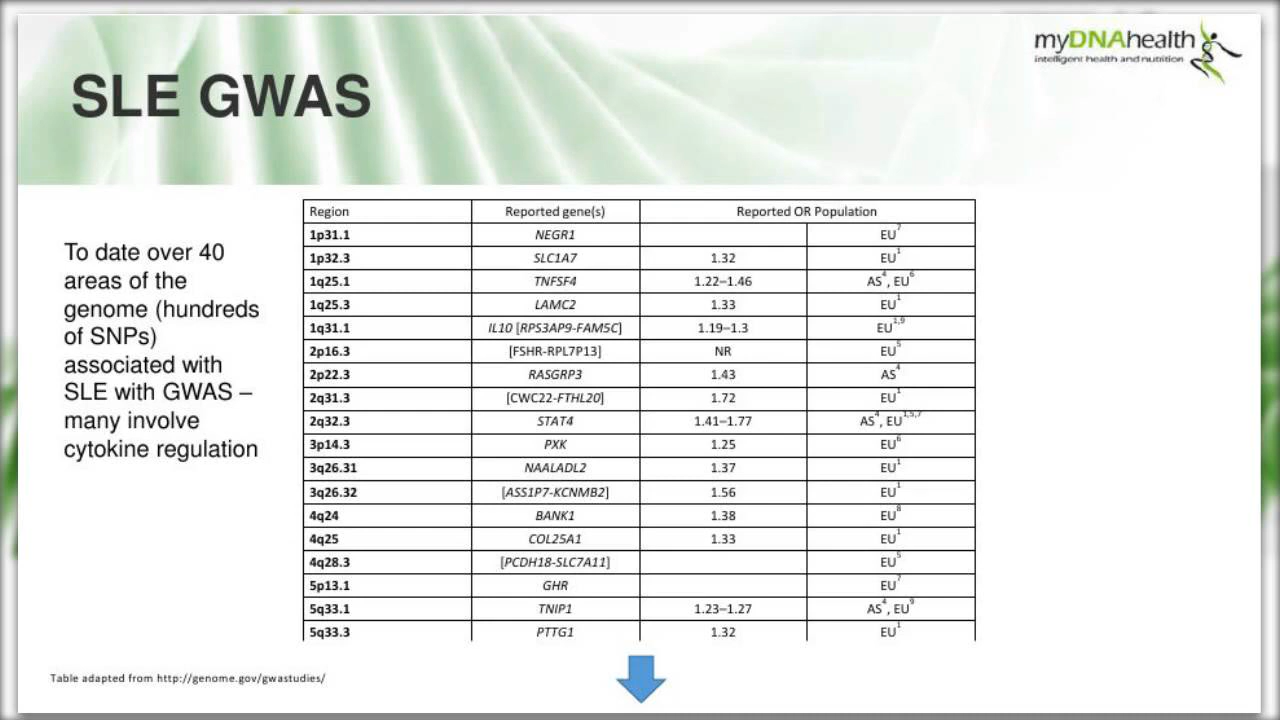 myDNAhealth
intelligent health and nutrition
SLE GWAS
To date over 40
areas of the
genome (hundreds
of SNPs)
associated with
SLE with GWAS –
many involve
cytokine regulation
Region Reported gene(s) Reported OR Population
1p31.1 NEGR1 EU7
1p32.3 SLC1A7 1.32 EU1
1q25.1 TNFSF4 1.22–1.46 AS4, EU6
1q25.3 LAMC2 1.33 EU1
1q31.1 IL10 [RPS3AP9-FAM5C] 1.19–1.3 EU1,9
2p16.3 [FSHR-RPL7P13] NR EU5
2p22.3 RASGRP3 1.43 AS4
2q31.3 [CWC22-FTHL20] 1.72 EU1
2q32.3 STAT4 1.41–1.77 AS4, EU1,5,7
3p14.3 PXK 1.25 EU6
3q26.31 NAALADL2 1.37 EU1
3q26.32 [ASS1P7-KCNMB2] 1.56 EU1
4q24 BANK1 1.38 EU8
4q25 COL25A1 1.33 EU1
4q28.3 [PCDH18-SLC7A11] EU5
5p13.1 GHR EU7
5q33.1 TNIP1 1.23–1.27 AS4, EU9
5q33.3 PTTG1 1.32 EU1
Table adapted from http://genome.gov/gwastudies/